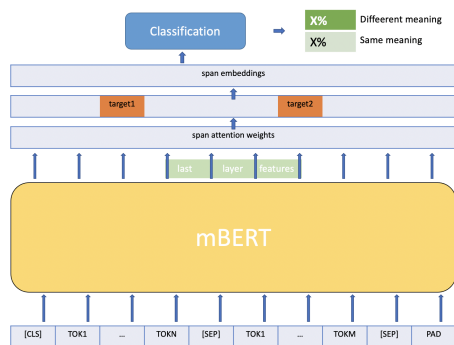 Classification
X% Diffeerent meaning
X% Same meaning
span embeddings
target1 target2
span attention weights
last layer features
mBERT
[CLS] TOK1 ... TOKN [SEP] TOK1 ... TOKM [SEP] PAD